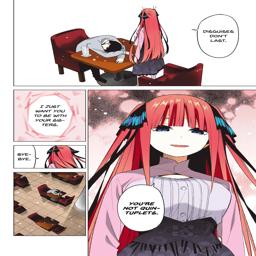 DISGUISES
DON'T
LAST.
I JUST
WANT YOU
TO BE WITH
YOUR SIS-
TERS.
BYE-
BYE.
YOU'RE
NOT QUIN-
TUPLETS.